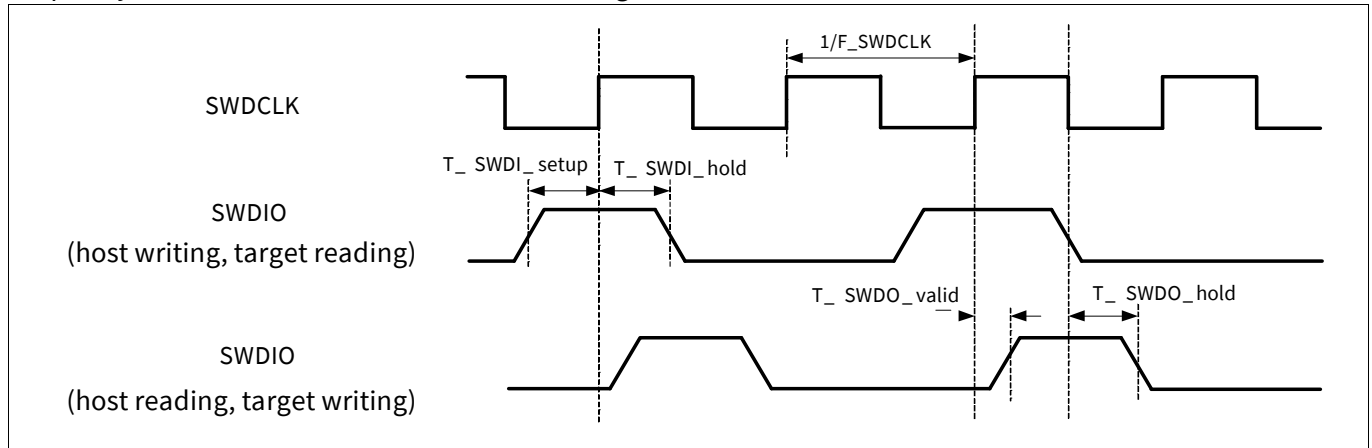 1/F_SWDCLK
SWDCLK
T_ SWDI_ setup
T_ SWDI_ hold
SWDIO
(host writing, target reading)
T_ SWDO_ valid
T_ SWDO_ hold
SWDIO
(host reading, target writing)